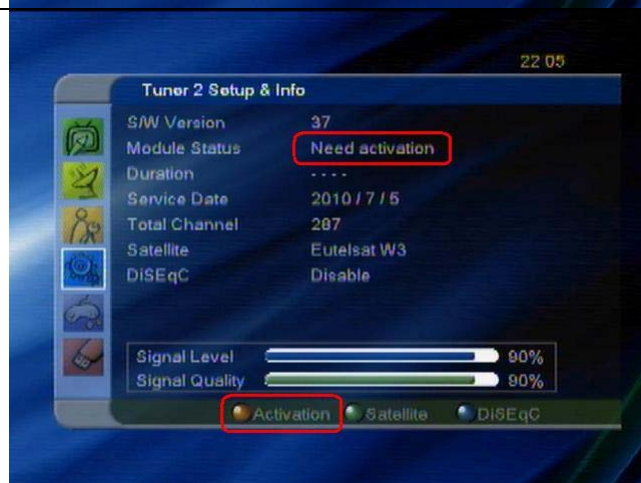 22 05
Tuner 2 Setup & Info
S/W Version 37
Module Status Need activation
Duration - - - -
Service Date 2010 / 7 / 5
Total Channel 287
Satellite Eutelsat W3
DiSEqC Disable
Signal Level 90%
Signal Quality 90%
Activation Satellite DiSEqC